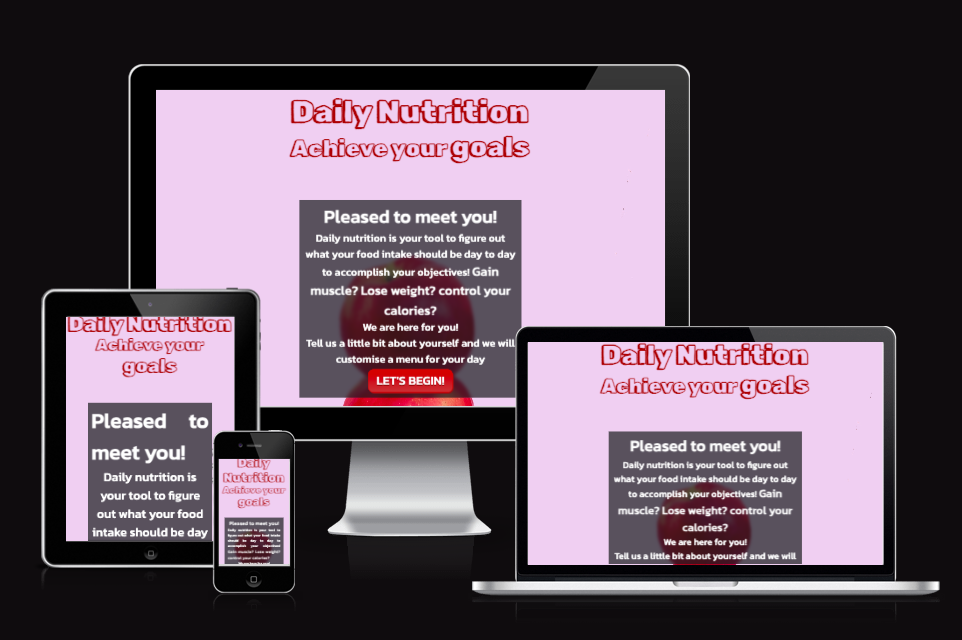 Daily Nutrition
Achieve your goals
Pleased to meet you!
Daily nutrition is your tool to figure out
what your food intake should be day to day
to accomplish your objectives! Gain
muscle? Lose weight? control your
calories?
We are here for you!
Tell us a little bit about yourself and we will
customise a menu for your day
LET'S BEGIN!
Daily Nutrition
Achieve your
goals
Pleased to
meet you!
Daily nutrition is
your tool to figure
out what your food
intake should be day
Daily
Nutrition
Achieve your
goals
Pleased to meet you!
Daily nutrition is your tool to
figure out what your food intake
should be day to day to
accomplish your objectives!
Gain muscle? Lose weight?
control your calories?
Daily Nutrition
Achieve your goals
Pleased to meet you!
Daily nutrition is your tool to figure out
what your food intake should be day to day
to accomplish your objectives! Gain
muscle? Lose weight? control your
calories?
We are here for you!
Tell us a little bit about yourself and we will